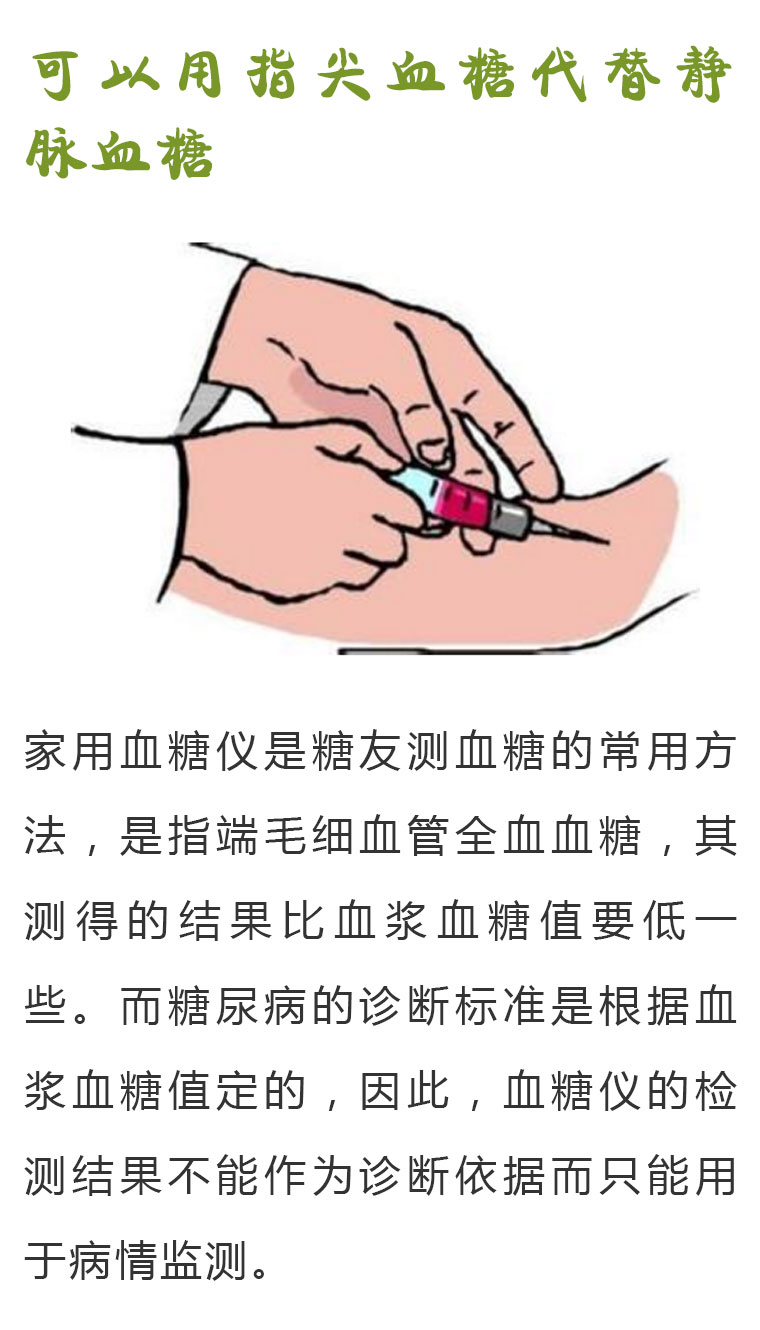 可以用指尖血糖代替静
脉血糖
家用血糖仪是糖友测血糖的常用方
法，是指端毛细血管全血血糖，其
测得的结果比血浆血糖值要低一
些。而糖尿病的诊断标准是根据血
浆血糖值定的，因此，血糖仪的检
测结果不能作为诊断依据而只能用
于病情监测。